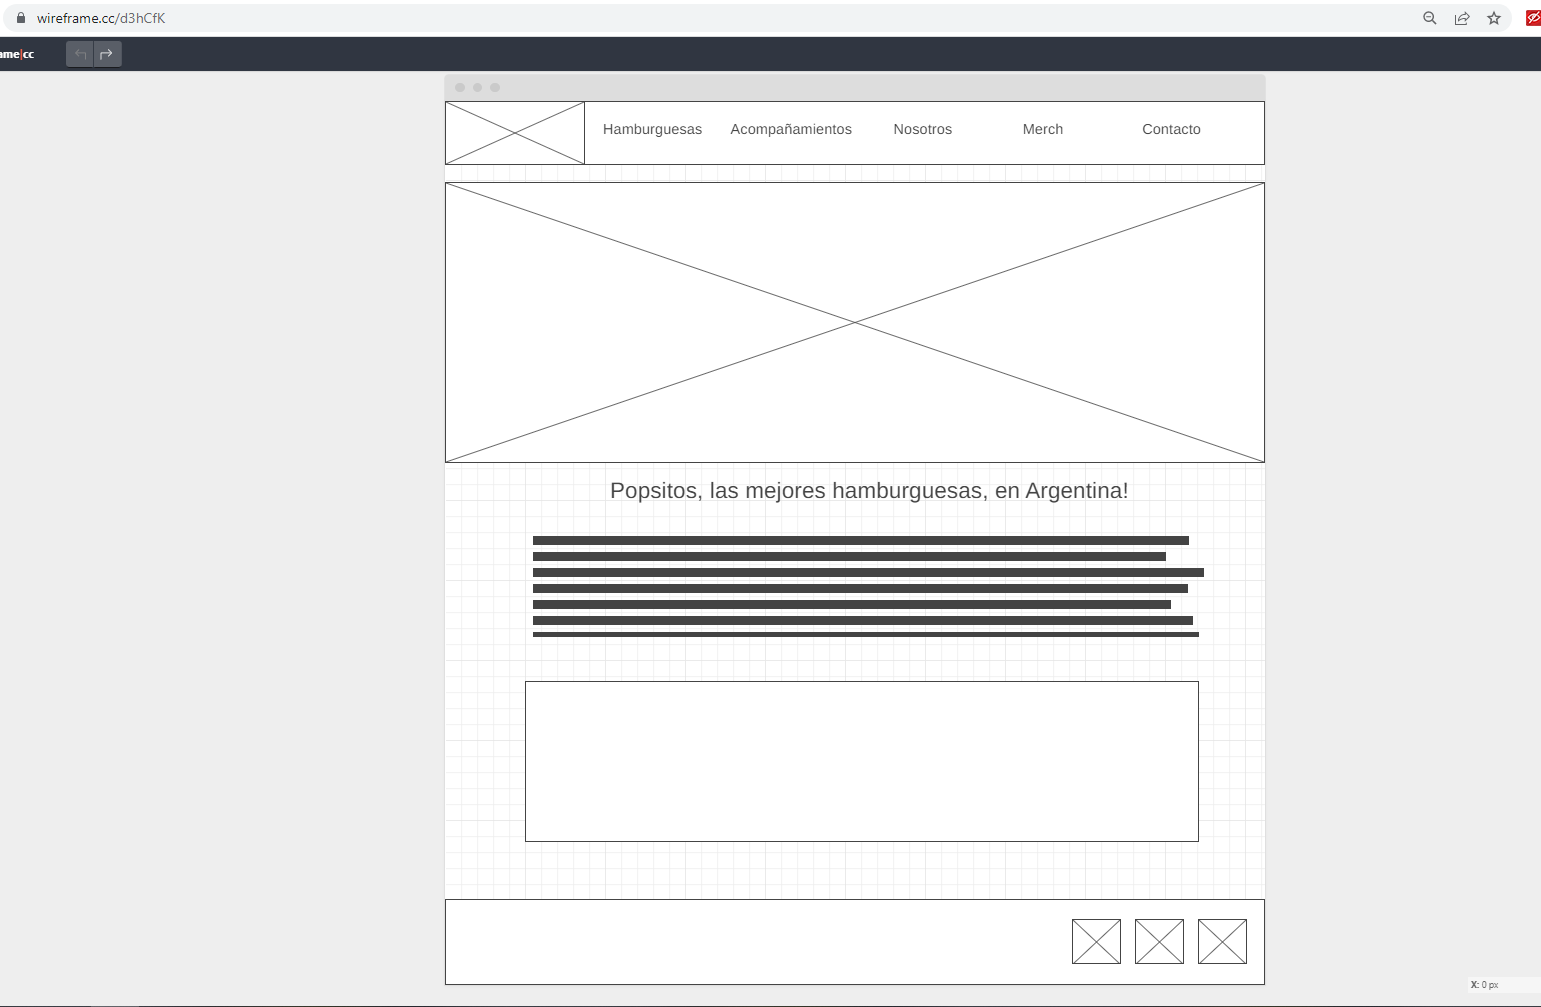 wireframe.cc/d3hCfK
ame|cc
Hamburguesas Acompañamientos Nosotros Merch Contacto
Popsitos, las mejores hamburguesas, en Argentina!
X: 0 px